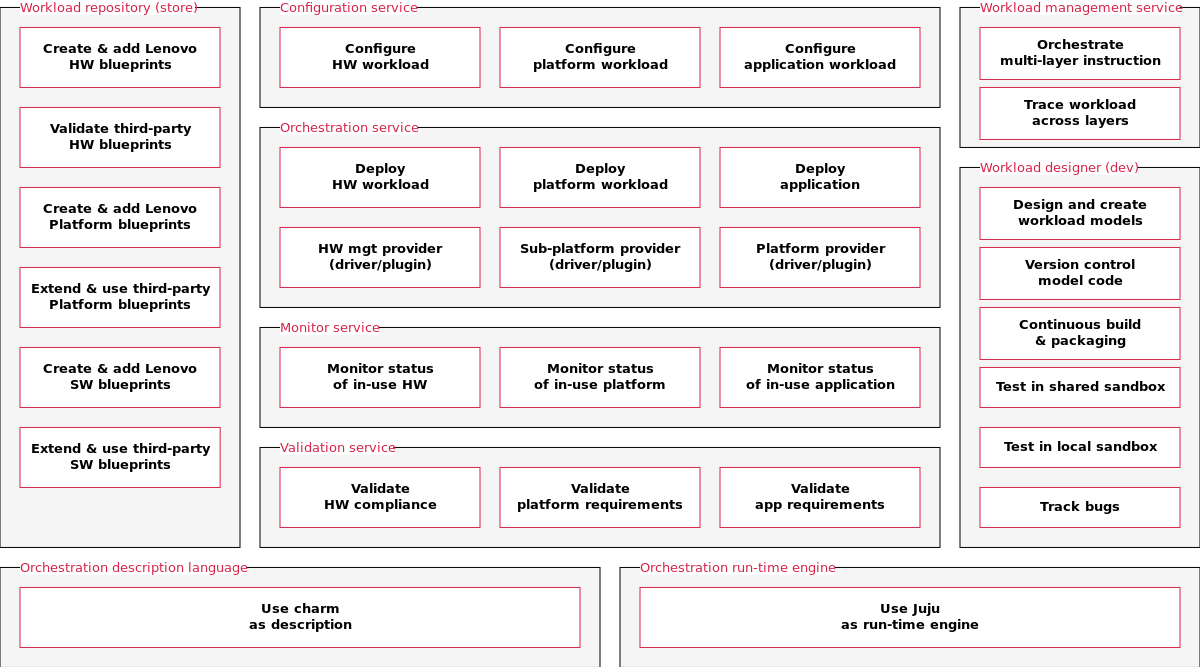 Workload repository (store)
Create & add Lenovo
HW blueprints
Validate third-party
HW blueprints
Create & add Lenovo
Platform blueprints
Extend & use third-party
Platform blueprints
Create & add Lenovo
SW blueprints
Extend & use third-party
SW blueprints
Configuration service
Configure
HW workload
Configure
platform workload
Configure
application workload
Orchestration service
Deploy
HW workload
Deploy
platform workload
Deploy
application
HW mgt provider
(driver/plugin)
Sub-platform provider
(driver/plugin)
Platform provider
(driver/plugin)
Monitor service
Monitor status
of in-use HW
Monitor status
of in-use platform
Monitor status
of in-use application
Validation service
Validate
HW compliance
Validate
platform requirements
Validate
app requirements
Workload management service
Orchestrate
multi-layer instruction
Trace workload
across layers
Workload designer (dev)
Design and create
workload models
Version control
model code
Continuous build
& packaging
Test in shared sandbox
Test in local sandbox
Track bugs
Orchestration description language
Use charm
as description
Orchestration run-time engine
Use Juju
as run-time engine